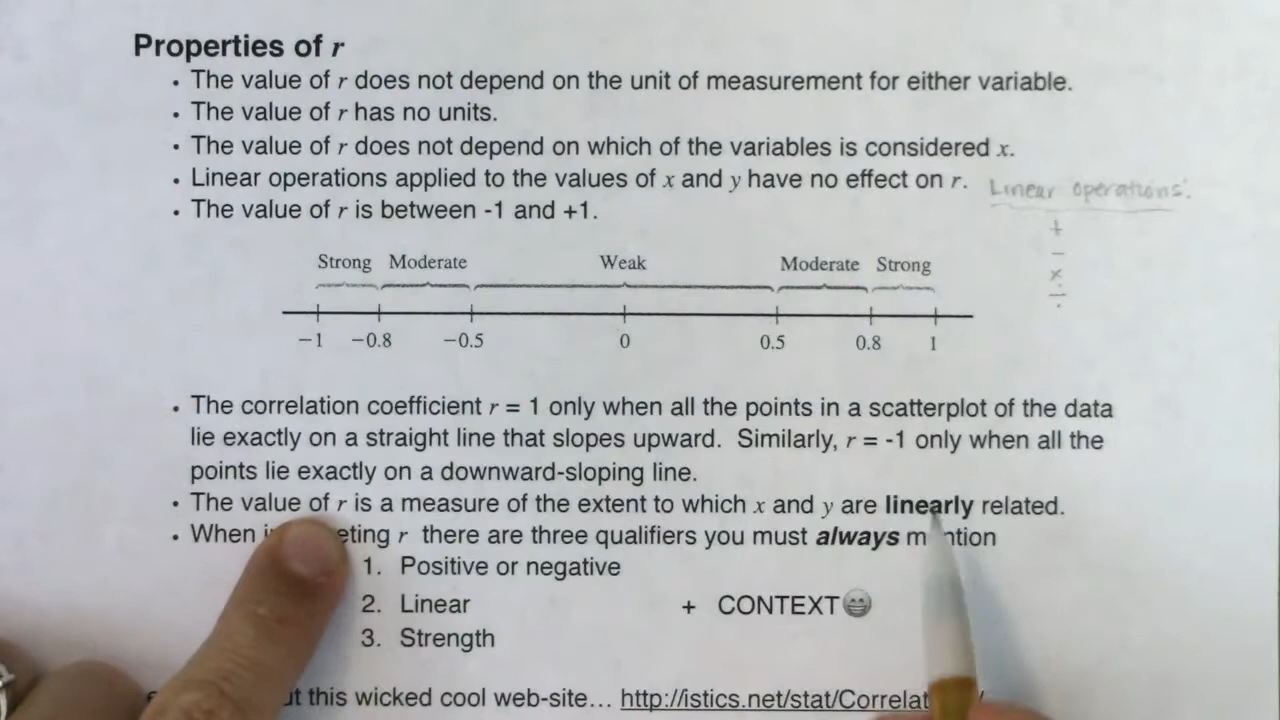 Properties of r
• The value of r does not depend on the unit of measurement for either variable.
• The value of r has no units.
• The value of r does not depend on which of the variables is considered x.
• Linear operations applied to the values of x and y have no effect on r.
Linear operations:
• The value of r is between -1 and +1.
+
−
×
÷
Strong Moderate Weak Moderate Strong
−1 −0.8 −0.5 0 0.5 0.8 1
• The correlation coefficient r = 1 only when all the points in a scatterplot of the data
lie exactly on a straight line that slopes upward. Similarly, r = -1 only when all the
points lie exactly on a downward-sloping line.
• The value of r is a measure of the extent to which x and y are linearly related.
• When r there are three qualifiers you must always
1. Positive or negative
2. Linear + CONTEXT😁
3. Strength
this wicked cool web-site… http://istics.net/stat/